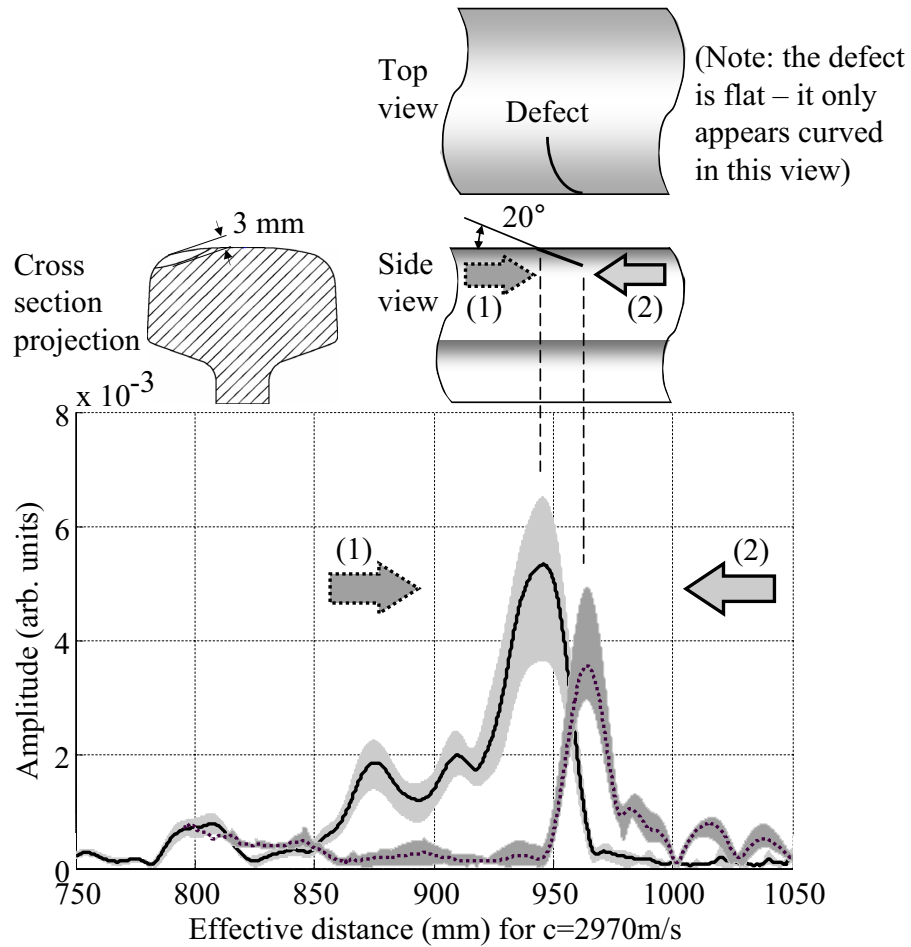 Top
view
Defect
(Note: the defect
is flat – it only
appears curved
in this view)
3 mm
20°
Cross
section
projection
Side
view
(1)
(2)
x 10-3
8
6
4
2
0
Amplitude (arb. units)
(1)
(2)
750 800 850 900 950 1000 1050
Effective distance (mm) for c=2970m/s